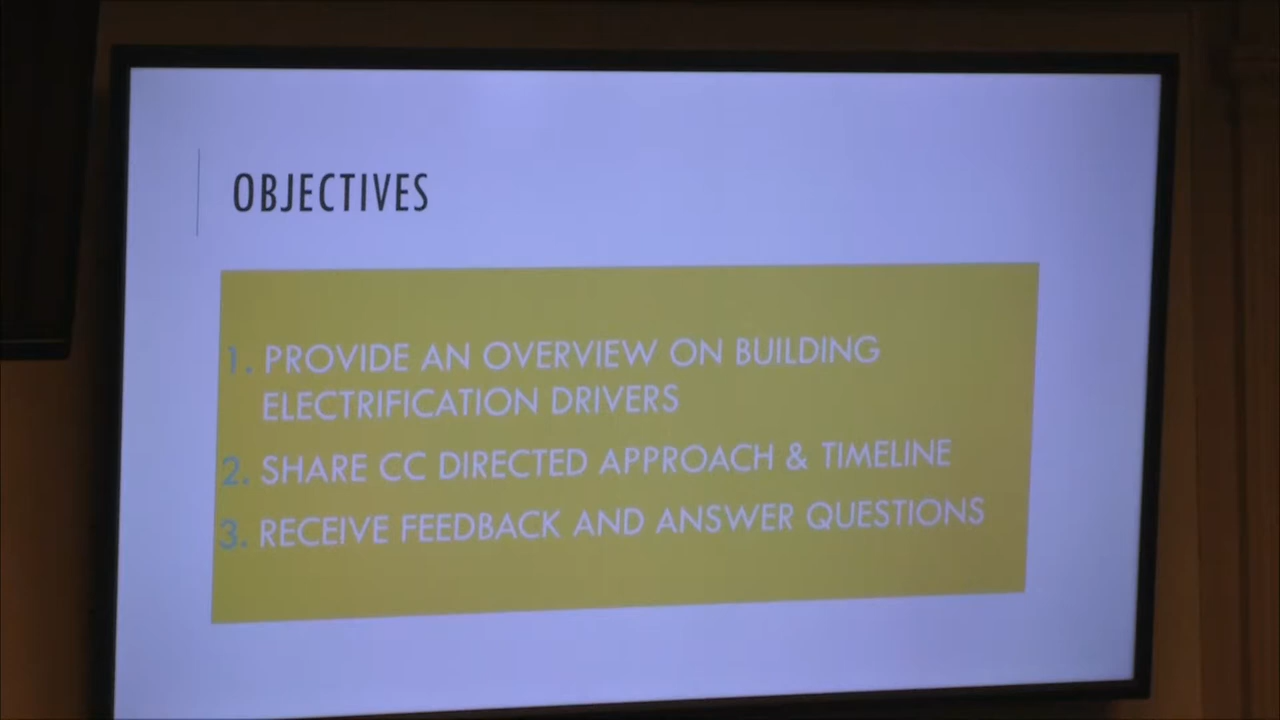 OBJECTIVES
1. PROVIDE AN OVERVIEW ON BUILDING
ELECTRIFICATION DRIVERS
2. SHARE CC DIRECTED APPROACH & TIMELINE
3. RECEIVE FEEDBACK AND ANSWER QUESTIONS